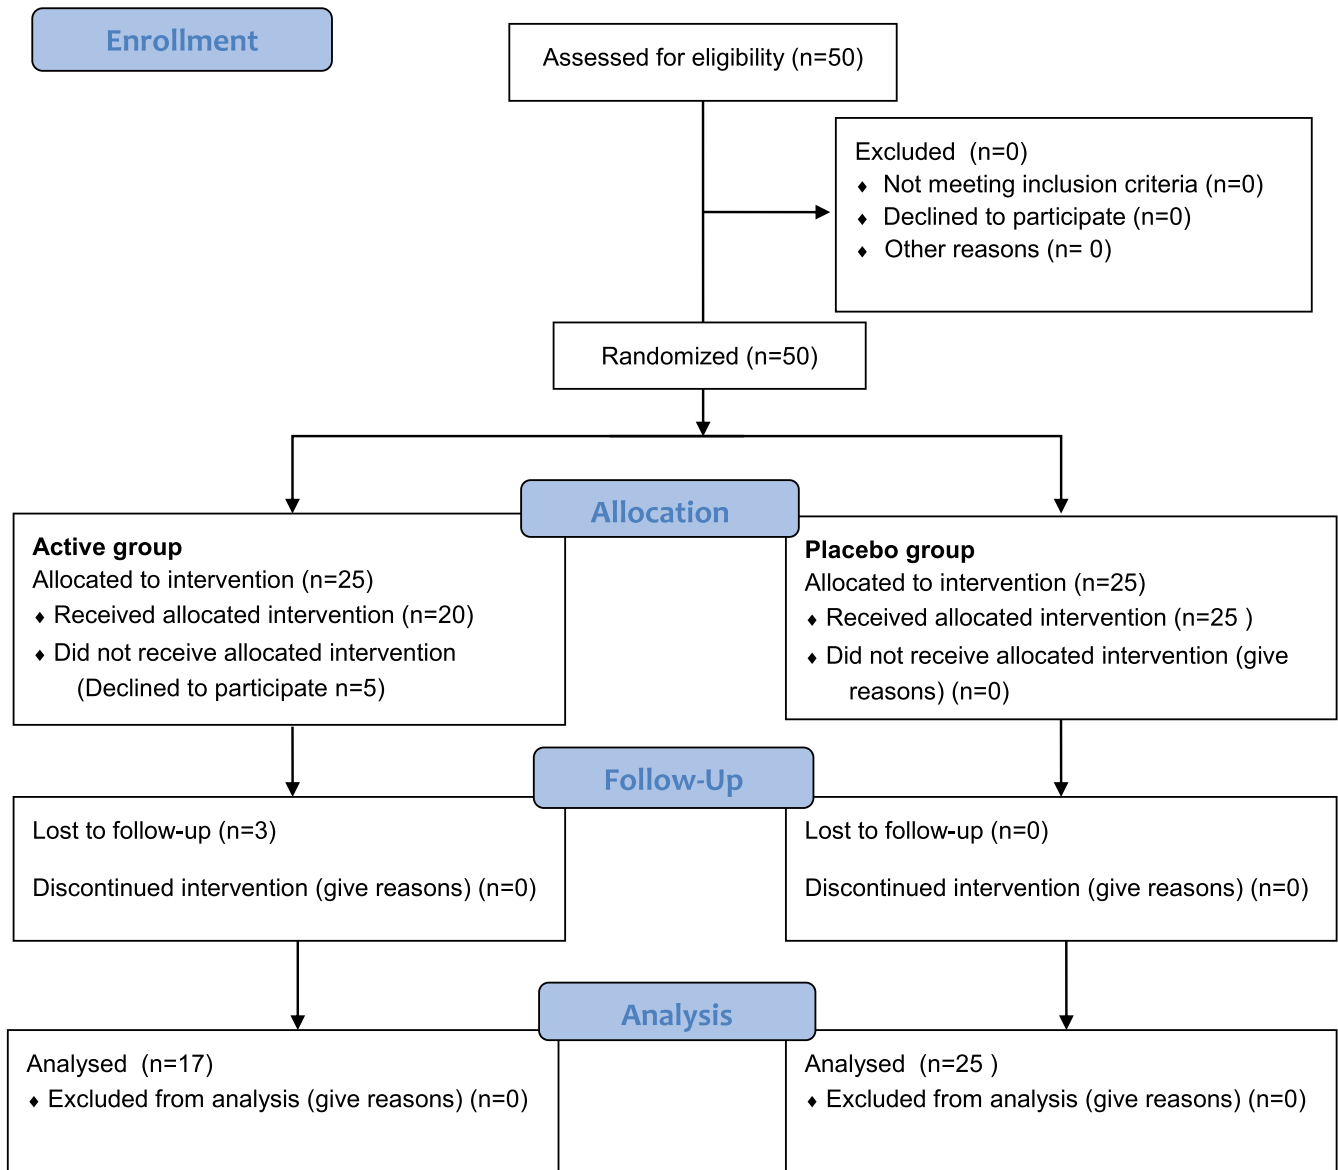 Enrollment
Assessed for eligibility (n=50)
Excluded  (n=0)
♦ Not meeting inclusion criteria (n=0)
♦ Declined to participate (n=0)
♦ Other reasons (n= 0)
Randomized (n=50)
Allocation
Active group
Allocated to intervention (n=25)
♦ Received allocated intervention (n=20)
♦ Did not receive allocated intervention
(Declined to participate n=5)
Placebo group
Allocated to intervention (n=25)
♦ Received allocated intervention (n=25 )
♦ Did not receive allocated intervention (give
reasons) (n=0)
Follow-Up
Lost to follow-up (n=3)
Discontinued intervention (give reasons) (n=0)
Lost to follow-up (n=0)
Discontinued intervention (give reasons) (n=0)
Analysis
Analysed  (n=17)
♦ Excluded from analysis (give reasons) (n=0)
Analysed  (n=25 )
♦ Excluded from analysis (give reasons) (n=0)